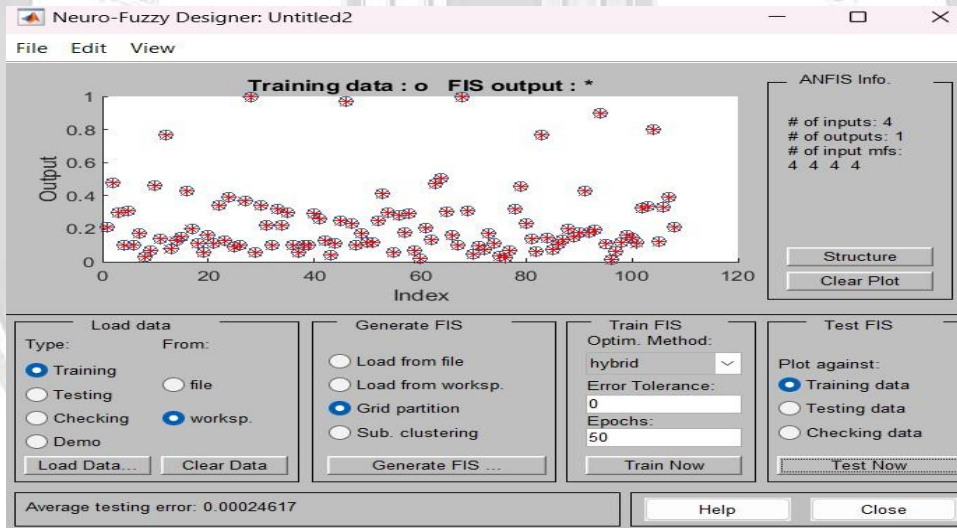 Neuro-Fuzzy Designer: Untitled2
File Edit View
Training data : o FIS output : *
Output
1
0.8
0.6
0.4
0.2
0
0 20 40 60 80 100 120
Index
ANFIS Info.
# of inputs: 4
# of outputs: 1
# of input mfs:
4 4 4 4
Structure
Clear Plot
Load data
Type: From:
Training
Testing
Checking
Demo
file
worksp.
Load Data... Clear Data
Generate FIS
Load from file
Load from worksp.
Grid partition
Sub. clustering
Generate FIS ...
Train FIS
Optim. Method:
hybrid
Error Tolerance:
0
Epochs:
50
Train Now
Test FIS
Plot against:
Training data
Testing data
Checking data
Test Now
Average testing error: 0.00024617
Help Close